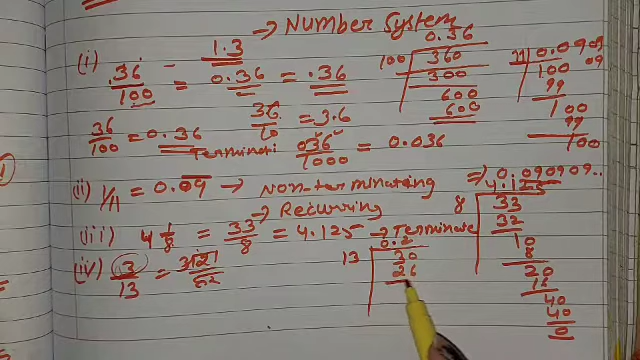 → Number System
1.3
(i) .36/100 = 0.36 = .36
0.36
100 360
300
600
600
11 0.0909
100 09
99
100
99
100
36/100 = 0.36
Terminati
36/10 = 3.6
036/1000 = 0.036
(ii) 1/11 = 0.09 → Non-terminating
→ Recurring
⇒ 0.090909..
(iii) 4 1/8 = 33/8 = 4.125 → Terminate
4.125
8 33
32
10
8
20
16
40
40
0
(iv) 3/13 =
0.2
13 30
26